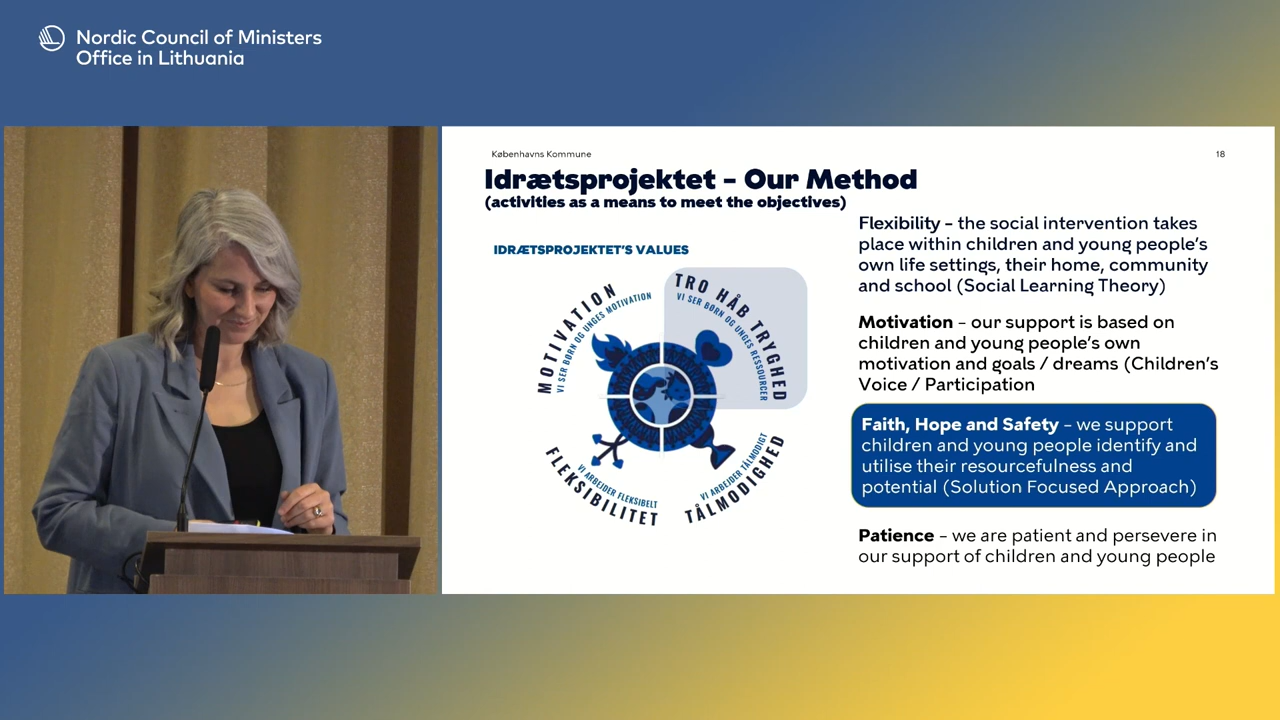 Nordic Council of Ministers
Office in Lithuania
Københavns Kommune
18
Idrætsprojektet – Our Method
(activities as a means to meet the objectives)
IDRÆTSPROJEKTET'S VALUES
MOTIVATION
VI SER BØRN OG UNGES MOTIVATION
TRO HÅB TRYGHED
VI SER BØRN OG UNGES RESSOURCER
FLEKSIBILITET
VI ARBEJDER FLEKSIBELT
TÅLMODIGHED
VI ARBEJDER TÅLMODIGT
Flexibility – the social intervention takes
place within children and young people's
own life settings, their home, community
and school (Social Learning Theory)
Motivation – our support is based on
children and young people's own
motivation and goals / dreams (Children's
Voice / Participation
Faith, Hope and Safety – we support
children and young people identify and
utilise their resourcefulness and
potential (Solution Focused Approach)
Patience – we are patient and persevere in
our support of children and young people